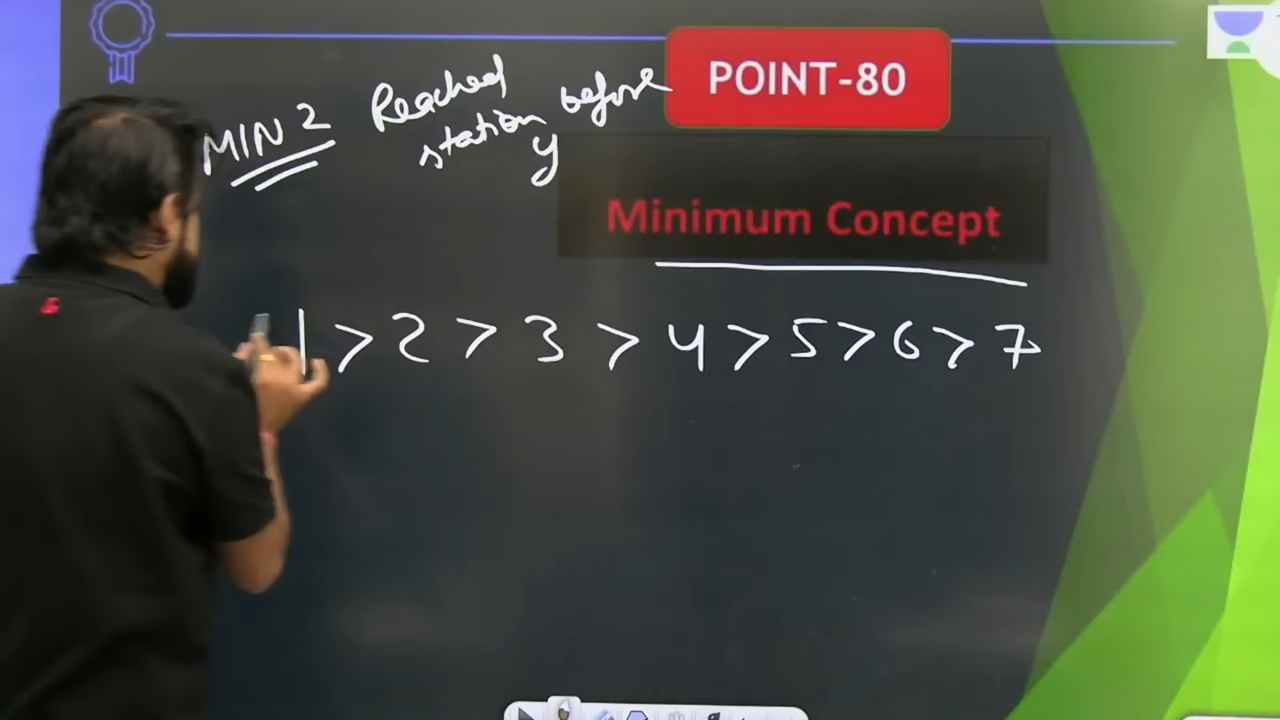 POINT-80
MIN 2 Reached
station before
y
Minimum Concept
1 > 2 > 3 > 4 > 5 > 6 > 7